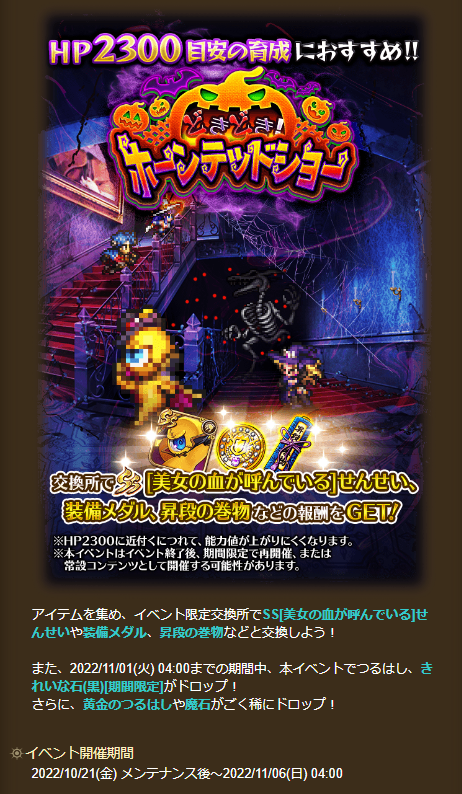 HP2300目安の育成におすすめ!!
どきどき!
ホーンテッドショー
交換所でSS[美女の血が呼んでいる]せんせい、
装備メダル、昇段の巻物などの報酬をGET!
※HP2300に近付くにつれて、能力値が上がりにくくなります。
※本イベントはイベント終了後、期間限定で再開催、または
常設コンテンツとして開催する可能性があります。
アイテムを集め、イベント限定交換所でSS[美女の血が呼んでいる]せ
んせいや装備メダル、昇段の巻物などと交換しよう！
また、2022/11/01(火) 04:00までの期間中、本イベントでつるはし、き
れいな石(黒)[期間限定]がドロップ！
さらに、黄金のつるはしや魔石がごく稀にドロップ！
イベント開催期間
2022/10/21(金) メンテナンス後～2022/11/06(日) 04:00